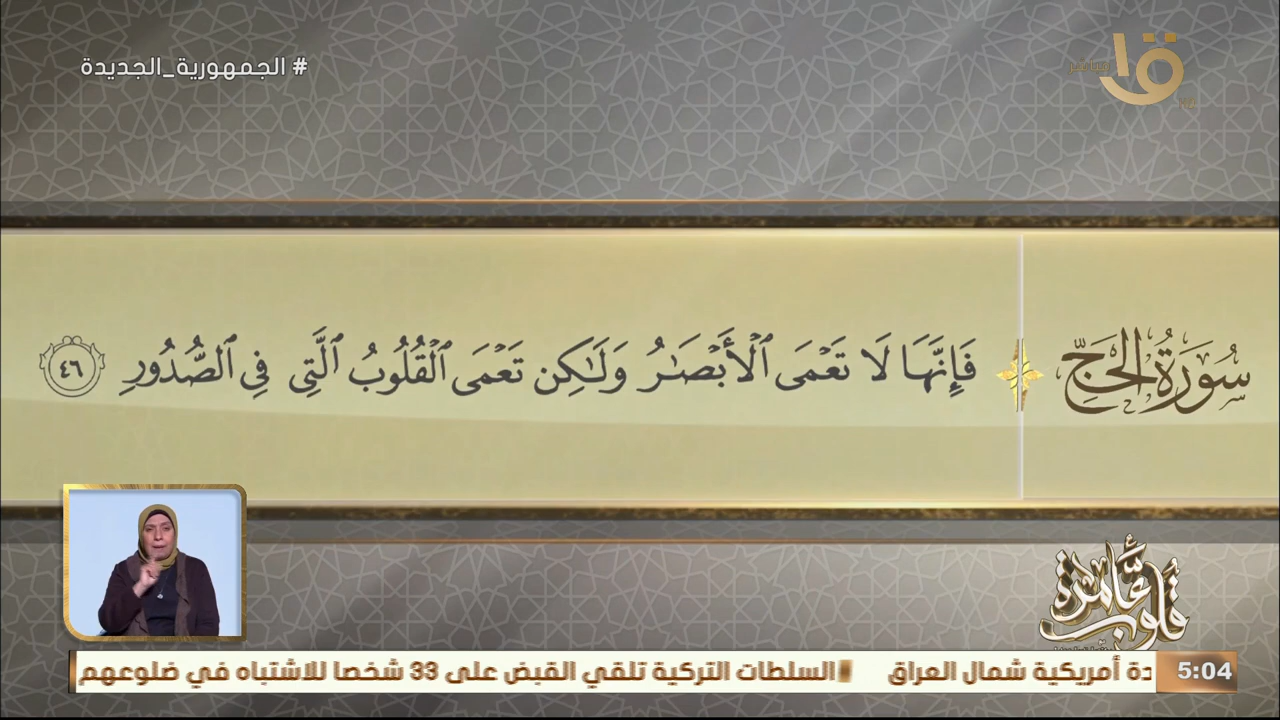 #الجمهورية_الجديدة
سُورَةُ الحَجِّ
فَإِنَّهَا لَا تَعْمَى ٱلْأَبْصَٰرُ وَلَٰكِن تَعْمَى ٱلْقُلُوبُ ٱلَّتِى فِى ٱلصُّدُورِ ٤٦
قلوب عامرة
5:04 دة أمريكية شمال العراق السلطات التركية تلقي القبض على 33 شخصا للاشتباه في ضلوعهم